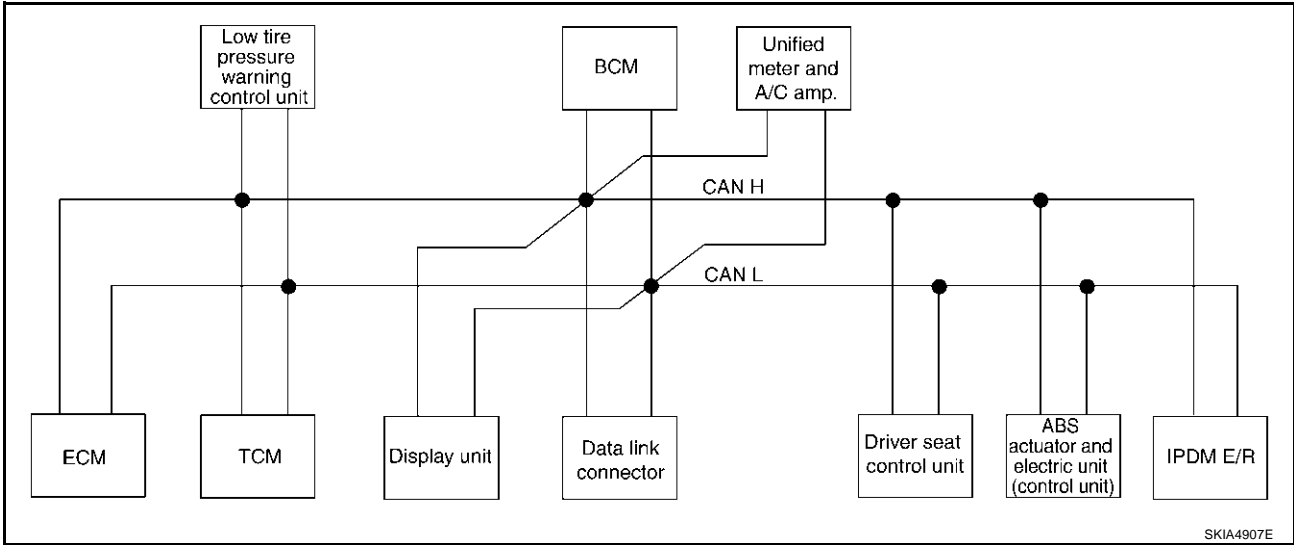 Low tire
pressure
warning
control unit
BCM
Unified
meter and
A/C amp.
CAN H
CAN L
ECM
TCM
Display unit
Data link
connector
Driver seat
control unit
ABS
actuator and
electric unit
(control unit)
IPDM E/R
SKIA4907E